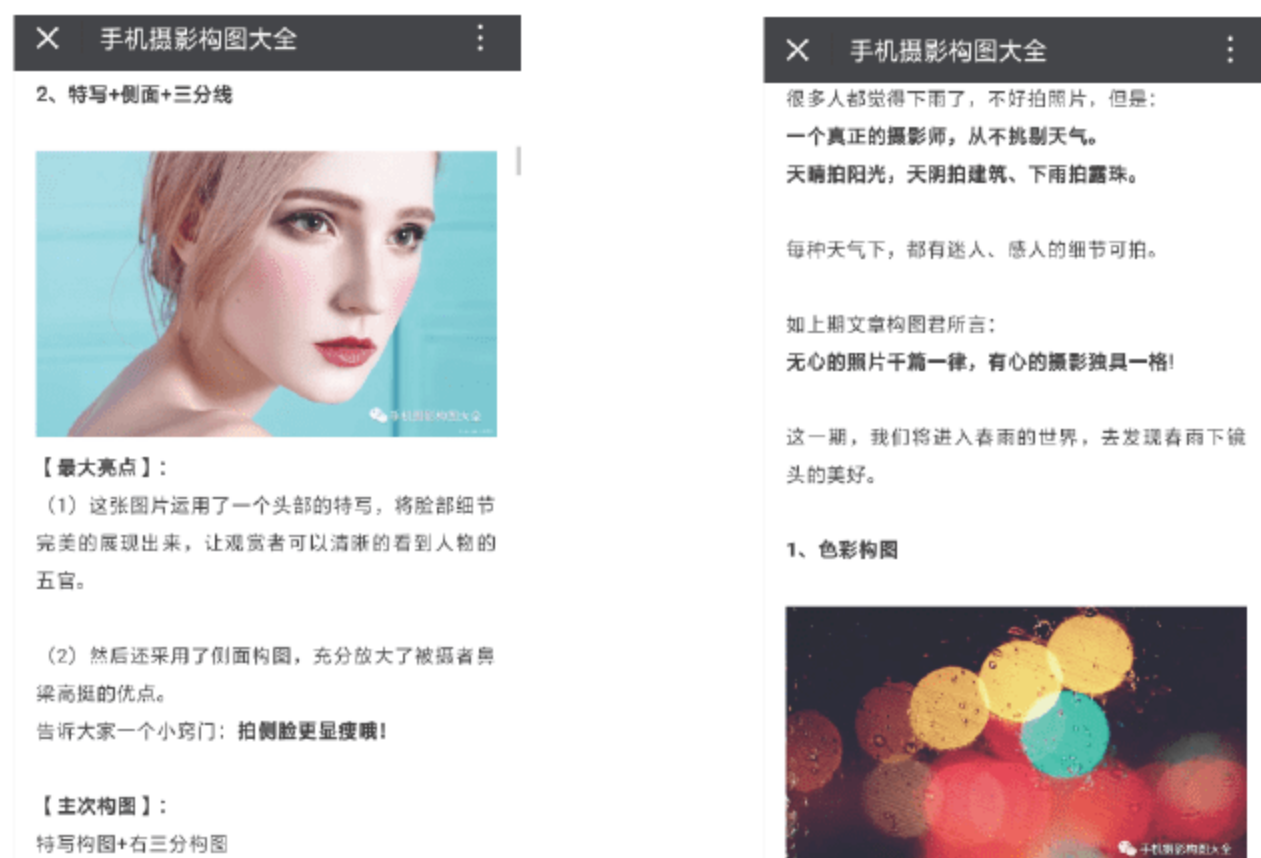 手机摄影构图大全
2、特写+侧面+三分线
手机摄影构图大全
【最大亮点】：
（1）这张图片运用了一个头部的特写，将脸部细节
完美的展现出来，让观赏者可以清晰的看到人物的
五官。
（2）然后还采用了侧面构图，充分放大了被摄者鼻
梁高挺的优点。
告诉大家一个小窍门：拍侧脸更显瘦哦！
【主次构图】：
特写构图+右三分构图
手机摄影构图大全
很多人都觉得下雨了，不好拍照片，但是：
一个真正的摄影师，从不挑剔天气。
天晴拍阳光，天阴拍建筑、下雨拍露珠。
每种天气下，都有迷人、感人的细节可拍。
如上期文章构图君所言：
无心的照片千篇一律，有心的摄影独具一格！
这一期，我们将进入春雨的世界，去发现春雨下镜
头的美好。
1、色彩构图
手机摄影构图大全